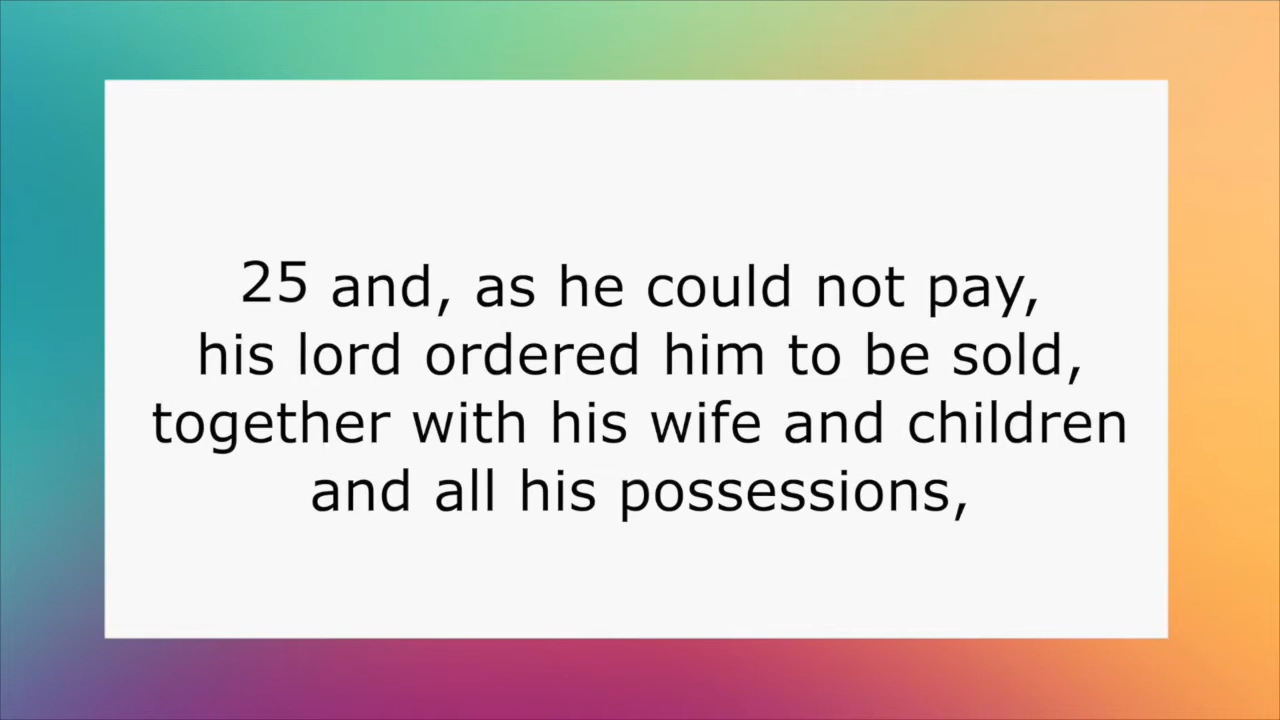 25 and, as he could not pay,
his lord ordered him to be sold,
together with his wife and children
and all his possessions,